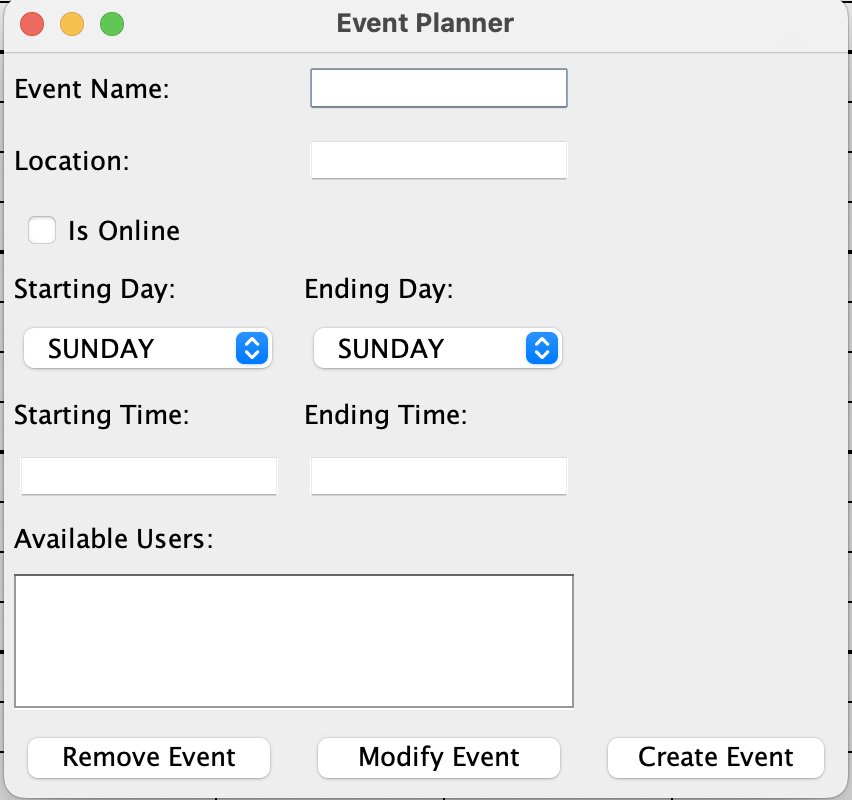 Event Planner
Event Name:
Location:
Is Online
Starting Day: Ending Day:
SUNDAY SUNDAY
Starting Time: Ending Time:
Available Users:
Remove Event Modify Event Create Event